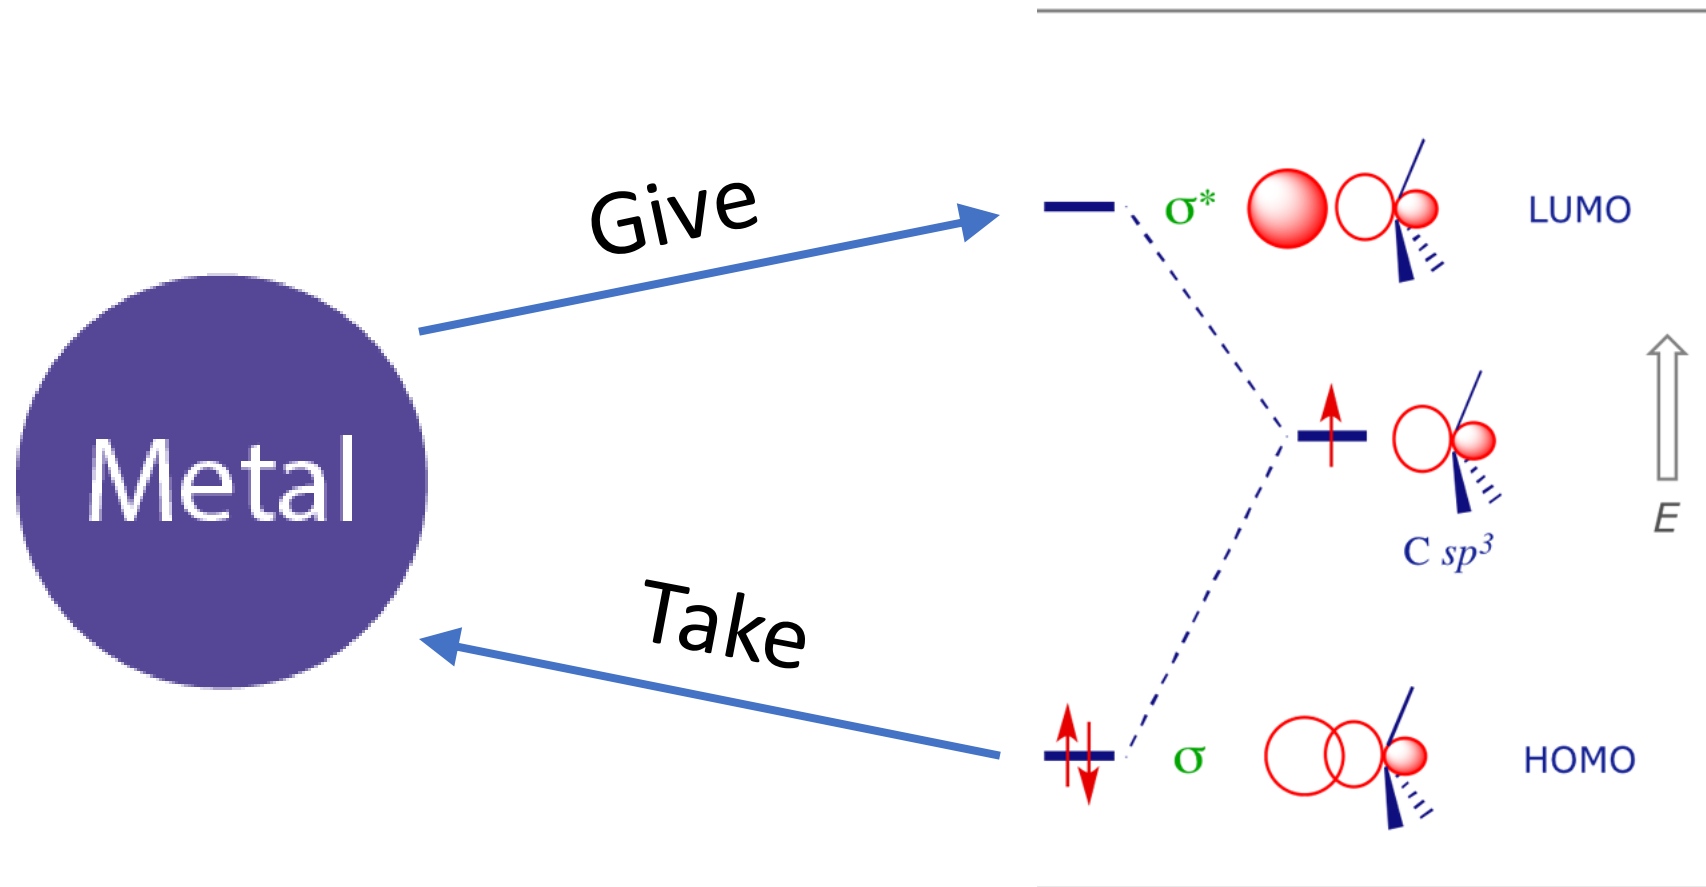 Give
σ*
LUMO
Metal
C sp³
E
Take
σ
HOMO